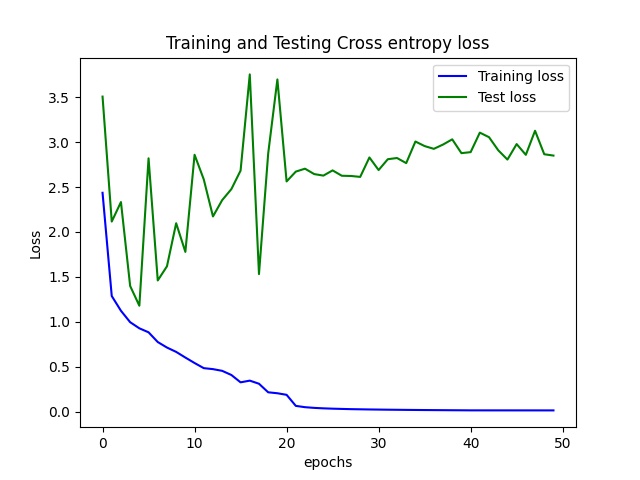 Training and Testing Cross entropy loss
Training loss
Test loss
3.5
3.0
2.5
2.0
1.5
1.0
0.5
0.0
Loss
0 10 20 30 40 50
epochs